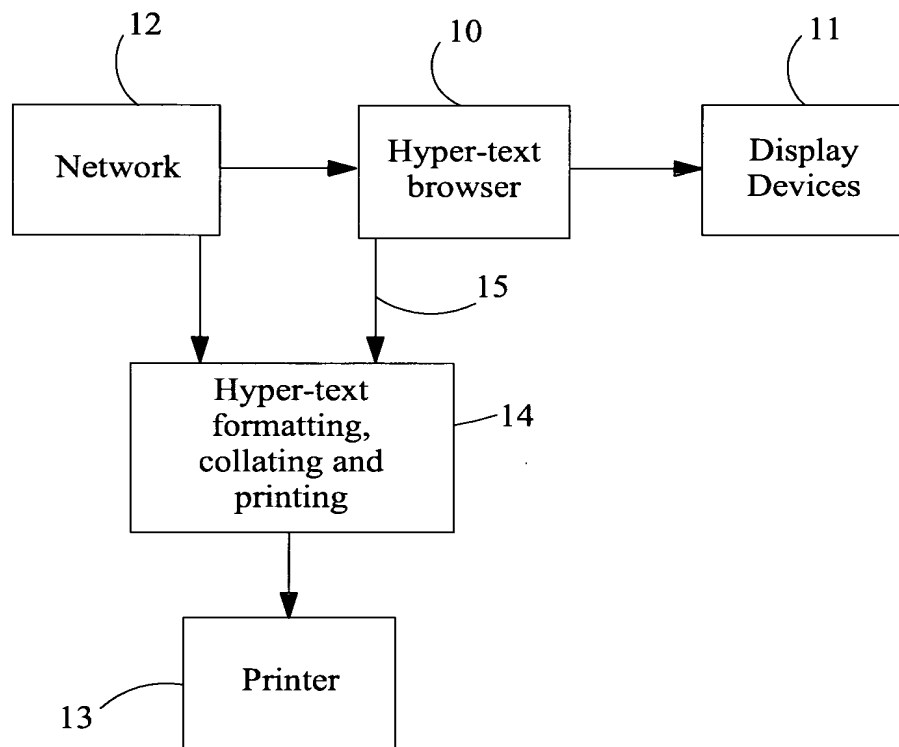 12
10
11
Network
Hyper-text
browser
Display
Devices
15
Hyper-text
formatting,
collating and
printing
14
Printer
13